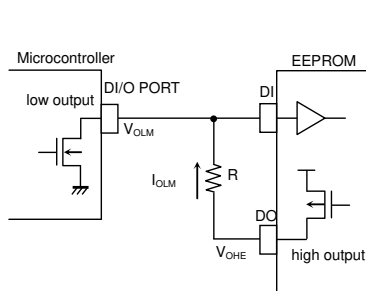 Microcontroller
EEPROM
DI/O PORT
low output
DI
VOLM
IOLM
R
DO
VOHE
high output